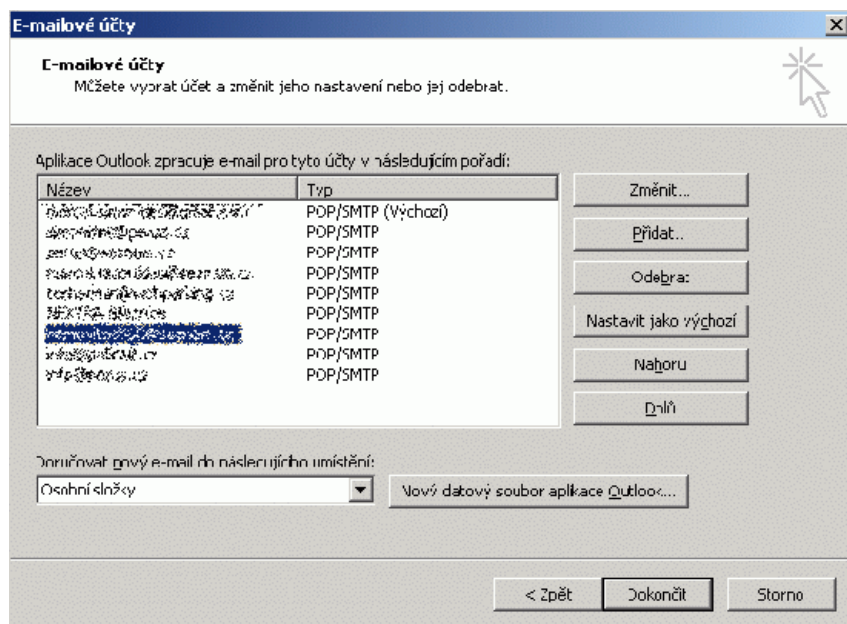 E-mailové účty
E-mailové účty
Můžete vybrat účet a změnit jeho nastavení nebo jej odebrat.
Aplikace Outlook zpracuje e-mail pro tyto účty v následujícím pořadí:
Název Typ
POP/SMTP (Výchozí)
POP/SMTP
POP/SMTP
POP/SMTP
POP/SMTP
POP/SMTP
POP/SMTP
POP/SMTP
POP/SMTP
Změnit...
Přidat...
Odebrat
Nastavit jako výchozí
Nahoru
Dolů
Doručovat nový e-mail do následujícího umístění:
Osobní složky
Nový datový soubor aplikace Outlook...
< Zpět Dokončit Storno